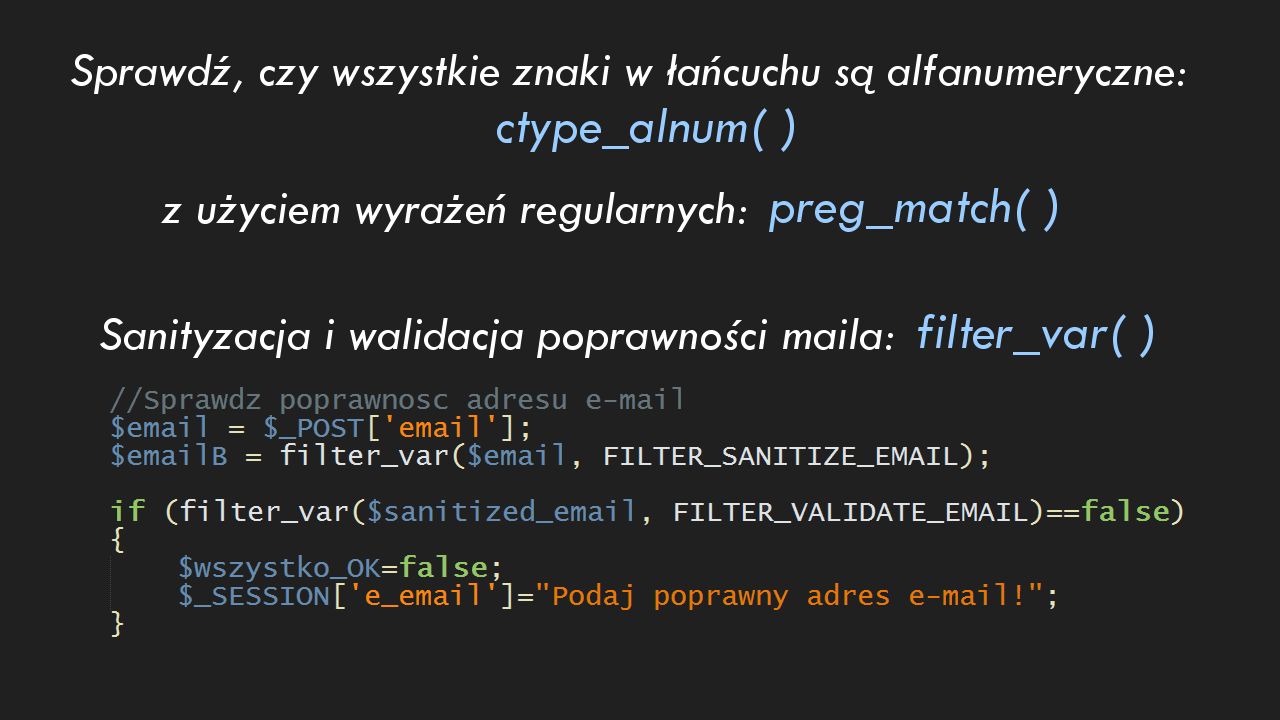 Sprawdź, czy wszystkie znaki w łańcuchu są alfanumeryczne:
ctype_alnum( )
z użyciem wyrażeń regularnych: preg_match( )
Sanityzacja i walidacja poprawności maila: filter_var( )
//Sprawdz poprawnosc adresu e-mail
$email = $_POST['email'];
$emailB = filter_var($email, FILTER_SANITIZE_EMAIL);
if (filter_var($sanitized_email, FILTER_VALIDATE_EMAIL)==false)
{
$wszystko_OK=false;
$_SESSION['e_email']="Podaj poprawny adres e-mail!";
}